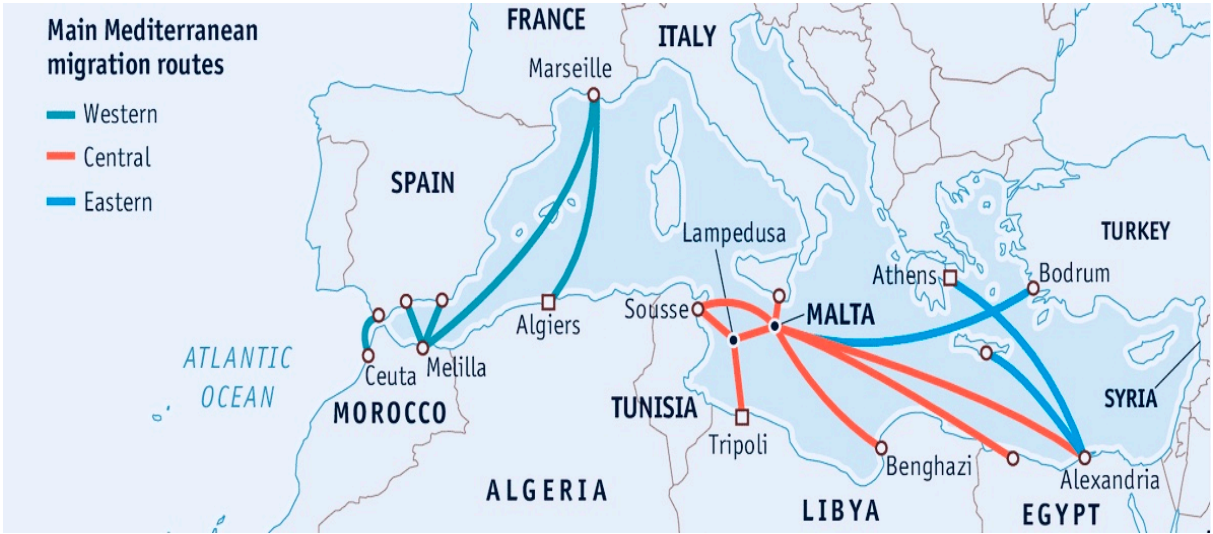 Main Mediterranean
migration routes
Western
Central
Eastern
FRANCE
ITALY
Marseille
SPAIN
Lampedusa
TURKEY
Athens
Bodrum
Sousse
MALTA
Algiers
ATLANTIC
OCEAN
Ceuta
Melilla
MOROCCO
TUNISIA
SYRIA
Tripoli
Benghazi
Alexandria
ALGERIA
LIBYA
EGYPT